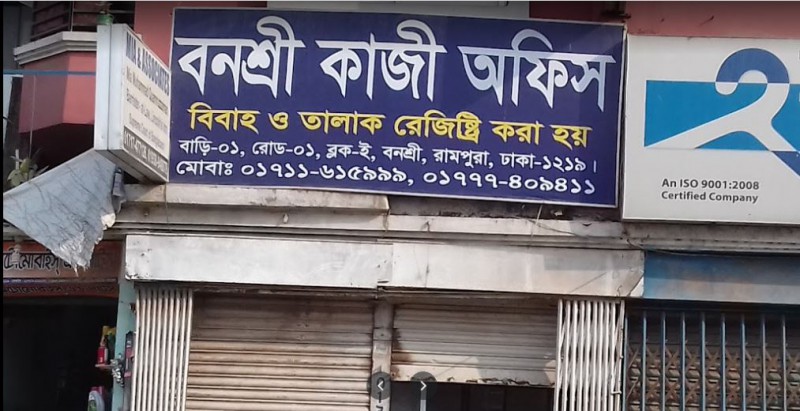 বনশ্রী কাজী অফিস
বিবাহ ও তালাক রেজিষ্ট্রি করা হয়
বাড়ি-০১, রোড-০১, ব্লক-ই, বনশ্রী, রামপুরা, ঢাকা-১২১৯।
মোবাঃ ০১৭১১-৬১৫৯৯৯, ০১৭৭৭-৪০৯৪১১
& ASSOCIATES
An ISO 9001:2008
Certified Company